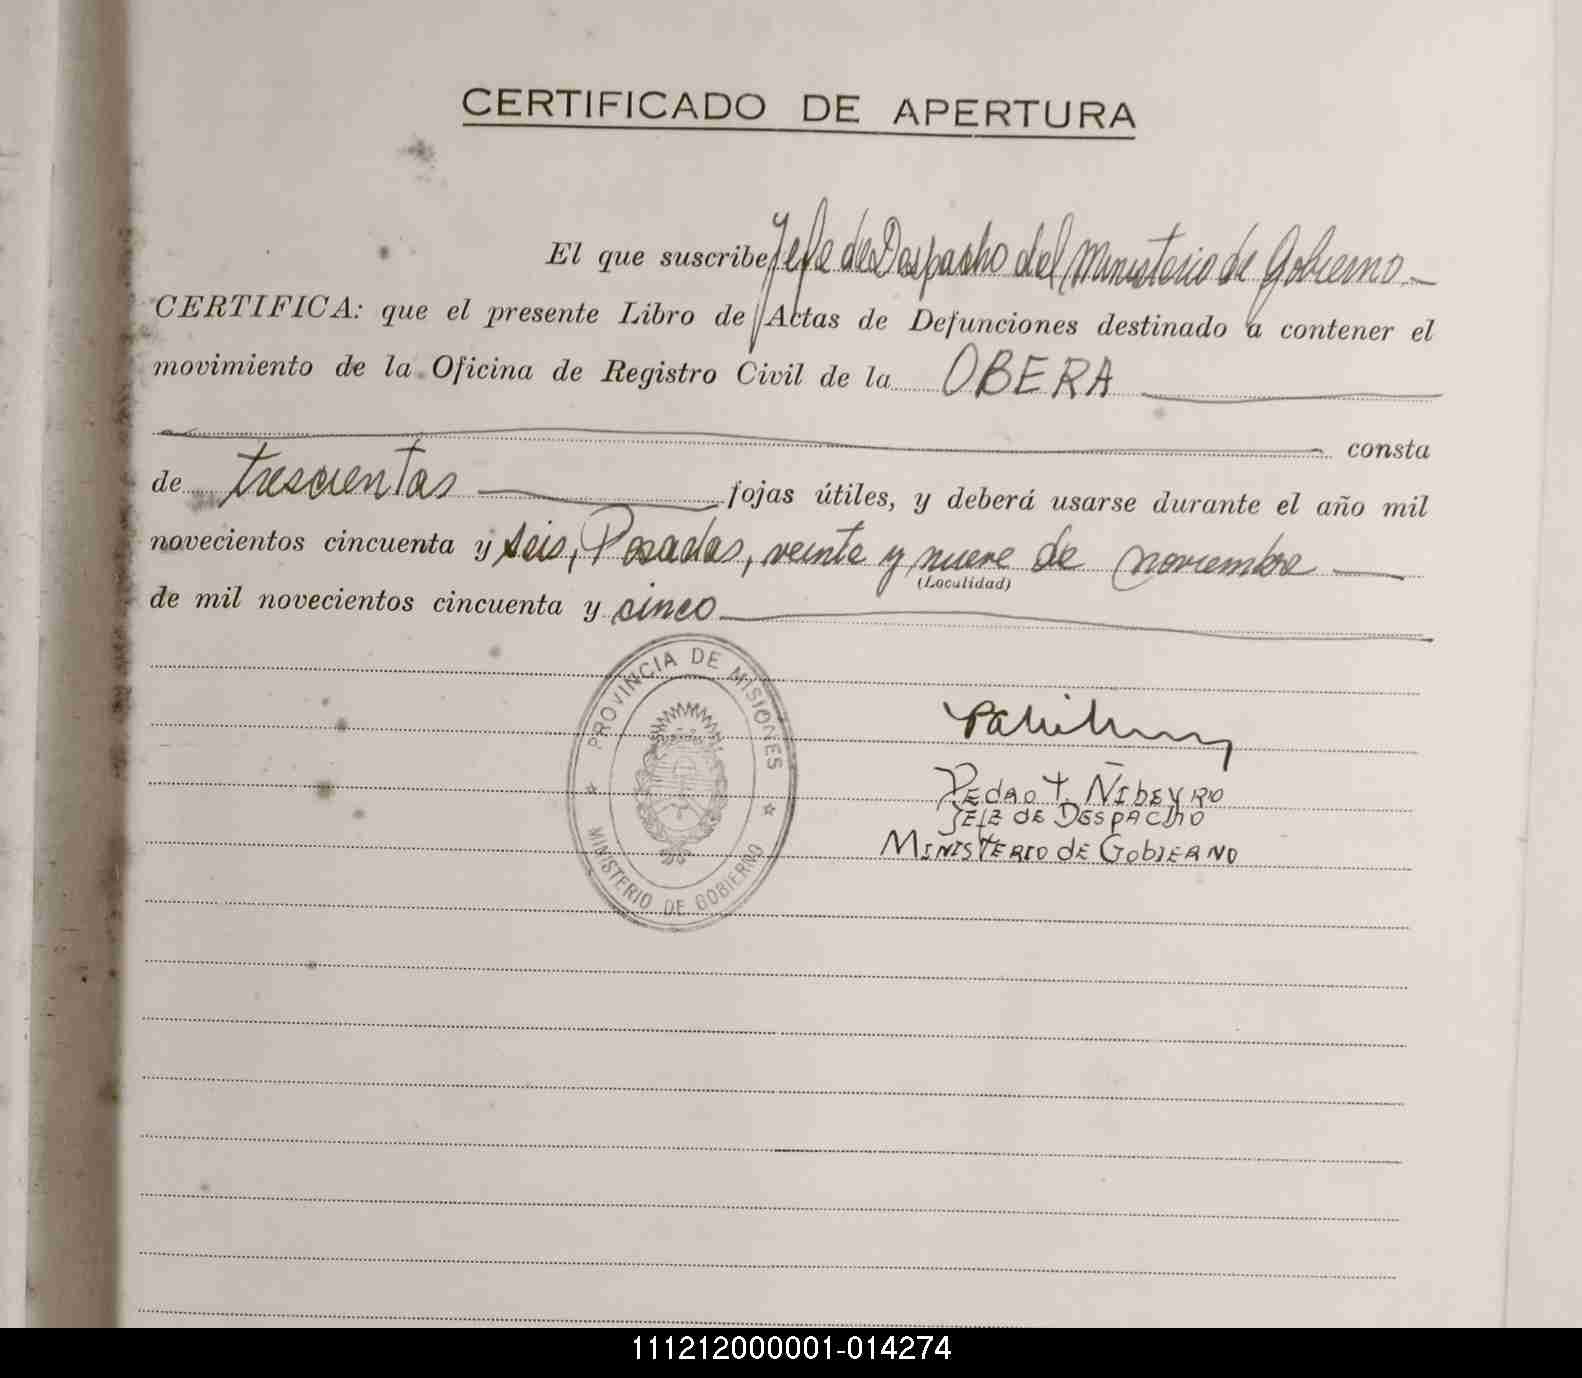 CERTIFICADO DE APERTURA
El que suscribe Jefe de Despacho del Ministerio de Gobierno.
CERTIFICA: que el presente Libro de Actas de Defunciones destinado a contener el
movimiento de la Oficina de Registro Civil de la OBERA
consta
de trescientas fojas útiles, y deberá usarse durante el año mil
novecientos cincuenta y seis, Posadas, veinte y nueve de noviembre
(Localidad)
de mil novecientos cincuenta y cinco
PROVINCIA DE MISIONES
MINISTERIO DE GOBIERNO
PEDRO T. ÑIBEYRO
JEFE DE DESPACHO
MINISTERIO DE GOBIERNO
111212000001-014274